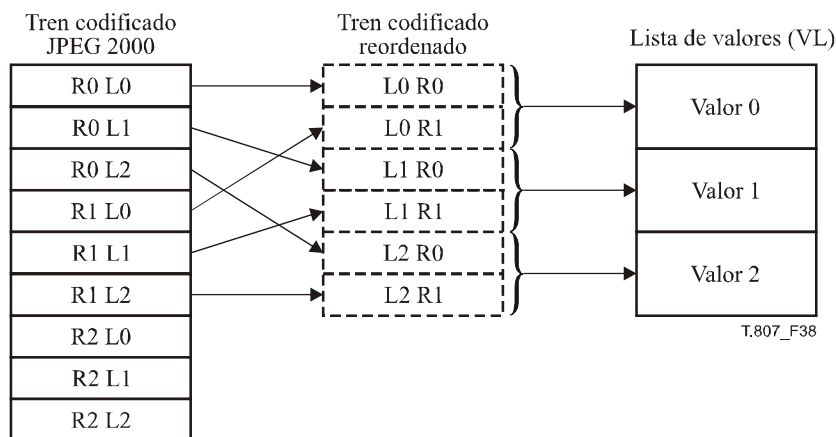 Tren codificado
JPEG 2000
R0 L0
R0 L1
R0 L2
R1 L0
R1 L1
R1 L2
R2 L0
R2 L1
R2 L2
Tren codificado
reordenado
L0 R0
L0 R1
L1 R0
L1 R1
L2 R0
L2 R1
Lista de valores (VL)
Valor 0
Valor 1
Valor 2
T.807_F38